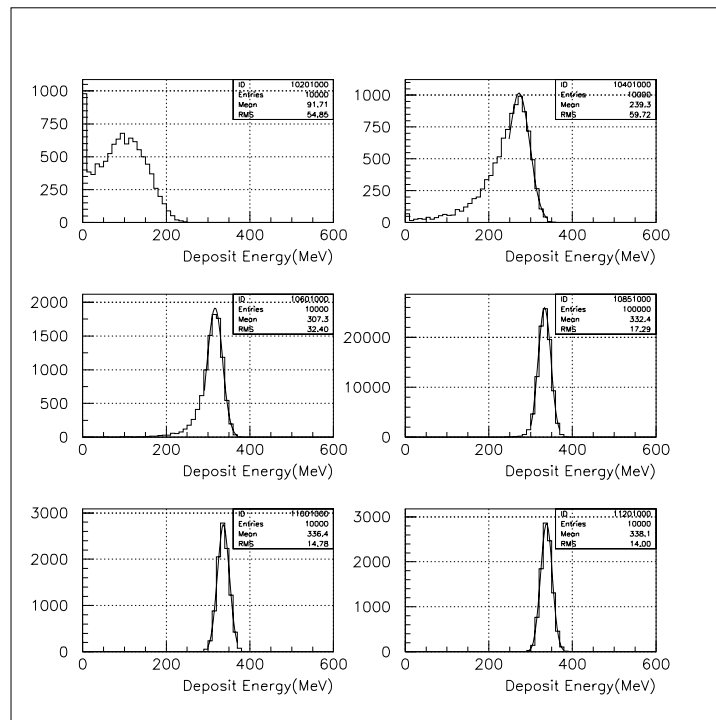 ID 10201000
Entries 10000
Mean 91.71
RMS 54.85
1000
750
500
250
0
0 200 400 600
Deposit Energy(MeV)
ID 10401000
Entries 10000
Mean 239.3
RMS 59.72
1000
750
500
250
0
0 200 400 600
Deposit Energy(MeV)
ID 10601000
Entries 10000
Mean 307.3
RMS 32.40
2000
1500
1000
500
0
0 200 400 600
Deposit Energy(MeV)
ID 10851000
Entries 100000
Mean 332.4
RMS 17.29
20000
10000
0
0 200 400 600
Deposit Energy(MeV)
ID
Entries 10000
Mean 336.4
RMS 14.78
3000
2000
1000
0
0 200 400 600
Deposit Energy(MeV)
ID 11201000
Entries 10000
Mean 338.1
RMS 14.00
3000
2000
1000
0
0 200 400 600
Deposit Energy(MeV)